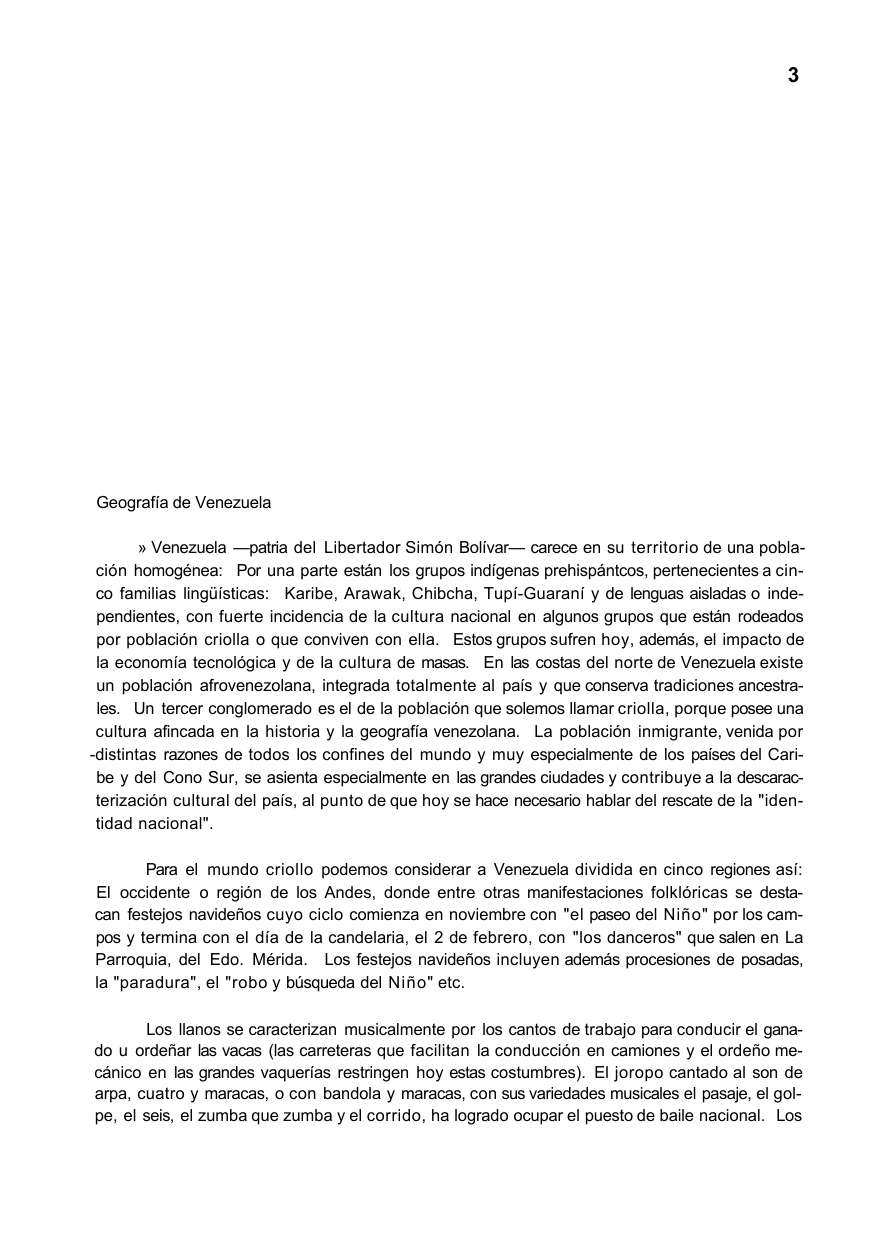 3
Geografía de Venezuela
» Venezuela —patria del Libertador Simón Bolívar— carece en su territorio de una pobla-
ción homogénea: Por una parte están los grupos indígenas prehispántcos, pertenecientes a cin-
co familias lingüísticas: Karibe, Arawak, Chibcha, Tupí-Guaraní y de lenguas aisladas o inde-
pendientes, con fuerte incidencia de la cultura nacional en algunos grupos que están rodeados
por población criolla o que conviven con ella. Estos grupos sufren hoy, además, el impacto de
la economía tecnológica y de la cultura de masas. En las costas del norte de Venezuela existe
un población afrovenezolana, integrada totalmente al país y que conserva tradiciones ancestra-
les. Un tercer conglomerado es el de la población que solemos llamar criolla, porque posee una
cultura afincada en la historia y la geografía venezolana. La población inmigrante, venida por
-distintas razones de todos los confines del mundo y muy especialmente de los países del Cari-
be y del Cono Sur, se asienta especialmente en las grandes ciudades y contribuye a la descarac-
terización cultural del país, al punto de que hoy se hace necesario hablar del rescate de la "iden-
tidad nacional".
Para el mundo criollo podemos considerar a Venezuela dividida en cinco regiones así:
El occidente o región de los Andes, donde entre otras manifestaciones folklóricas se desta-
can festejos navideños cuyo ciclo comienza en noviembre con "el paseo del Niño" por los cam-
pos y termina con el día de la candelaria, el 2 de febrero, con "los danceros" que salen en La
Parroquia, del Edo. Mérida. Los festejos navideños incluyen además procesiones de posadas,
la "paradura", el "robo y búsqueda del Niño" etc.
Los llanos se caracterizan musicalmente por los cantos de trabajo para conducir el gana-
do u ordeñar las vacas (las carreteras que facilitan la conducción en camiones y el ordeño me-
cánico en las grandes vaquerías restringen hoy estas costumbres). El joropo cantado al son de
arpa, cuatro y maracas, o con bandola y maracas, con sus variedades musicales el pasaje, el gol-
pe, el seis, el zumba que zumba y el corrido, ha logrado ocupar el puesto de baile nacional. Los